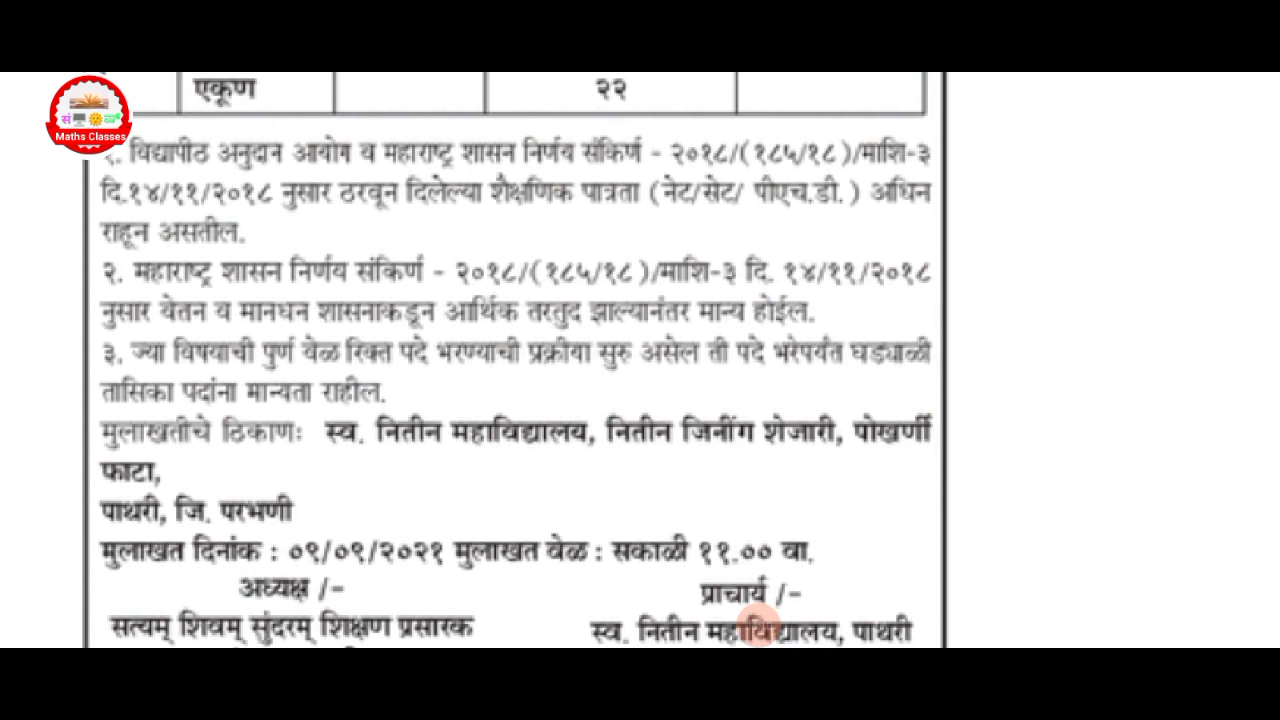 एकूण २२
Maths Classes
१. विद्यापीठ अनुदान आयोग व महाराष्ट्र शासन निर्णय संकिर्ण - २०१८/(१८५/१८)/माशि-३
दि.१४/११/२०१८ नुसार ठरवून दिलेल्या शैक्षणिक पात्रता (नेट/सेट/ पीएच.डी.) अधिन
राहून असतील.
२. महाराष्ट्र शासन निर्णय संकिर्ण - २०१८/(१८५/१८)/माशि-३ दि. १४/११/२०१८
नुसार वेतन व मानधन शासनाकडून आर्थिक तरतुद झाल्यानंतर मान्य होईल.
३. ज्या विषयाची पुर्ण वेळ रिक्त पदे भरण्याची प्रक्रीया सुरु असेल ती पदे भरेपर्यंत घड्याळी
तासिका पदांना मान्यता राहील.
मुलाखतीचे ठिकाणः स्व. नितीन महाविद्यालय, नितीन जिनींग शेजारी, पोखर्णी
फाटा,
पाथरी, जि. परभणी
मुलाखत दिनांक : ०९/०९/२०२१ मुलाखत वेळ : सकाळी ११.०० वा.
अध्यक्ष /- प्राचार्य /-
सत्यम् शिवम् सुंदरम् शिक्षण प्रसारक स्व. नितीन महाविद्यालय, पाथरी